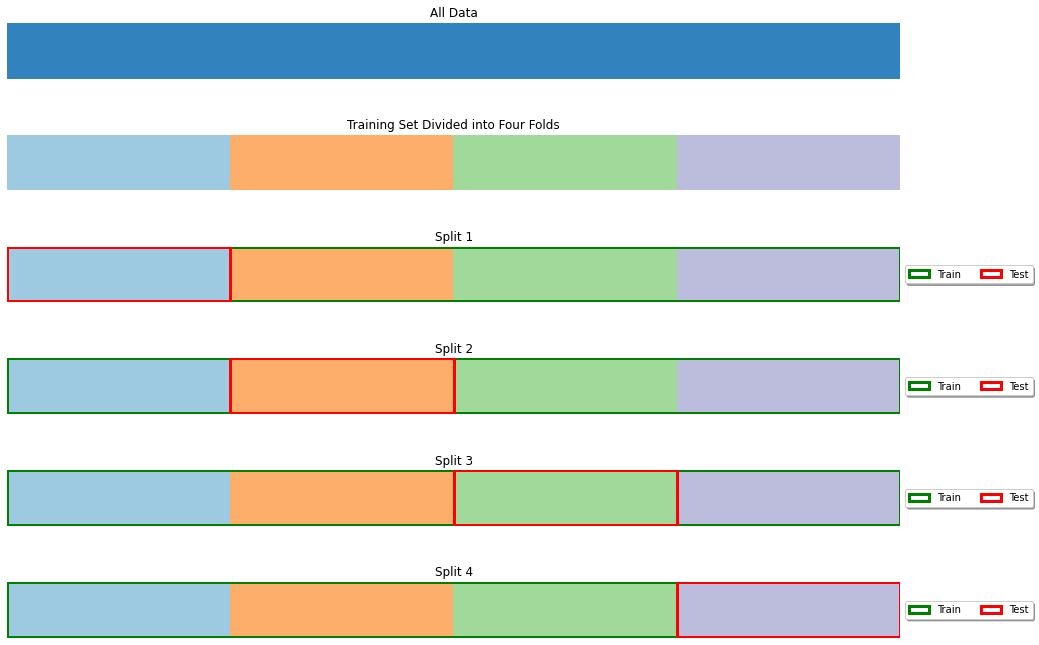 All Data
Training Set Divided into Four Folds
Split 1
Train Test
Split 2
Train Test
Split 3
Train Test
Split 4
Train Test